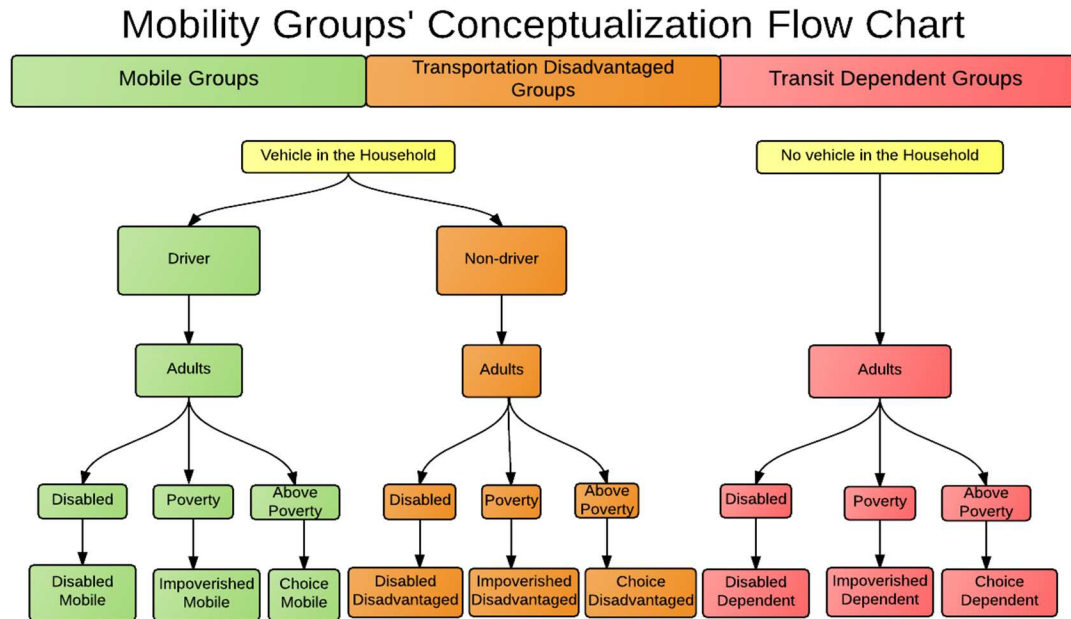 Mobility Groups' Conceptualization Flow Chart
Mobile Groups
Transportation Disadvantaged
Groups
Transit Dependent Groups
Vehicle in the Household
No vehicle in the Household
Driver
Non-driver
Adults
Adults
Adults
Disabled
Poverty
Above
Poverty
Disabled
Poverty
Above
Poverty
Disabled
Poverty
Above
Poverty
Disabled
Mobile
Impoverished
Mobile
Choice
Mobile
Disabled
Disadvantaged
Impoverished
Disadvantaged
Choice
Disadvantaged
Disabled
Dependent
Impoverished
Dependent
Choice
Dependent